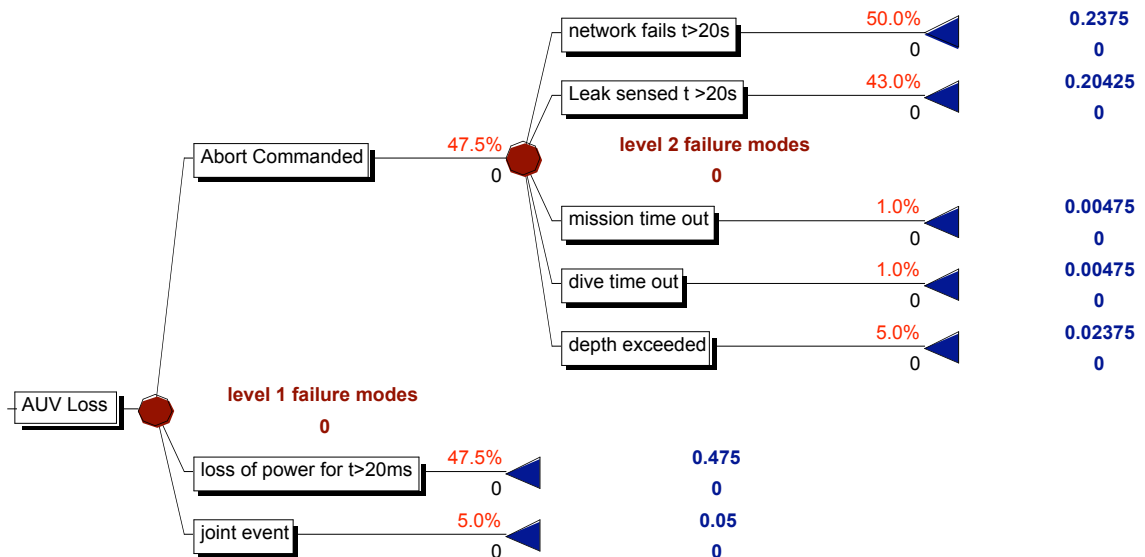 network fails t>20s 50.0% 0.2375
0 0
Leak sensed t >20s 43.0% 0.20425
0 0
Abort Commanded 47.5% level 2 failure modes
0 0
mission time out 1.0% 0.00475
0 0
dive time out 1.0% 0.00475
0 0
depth exceeded 5.0% 0.02375
0 0
AUV Loss level 1 failure modes
0
loss of power for t>20ms 47.5% 0.475
0 0
joint event 5.0% 0.05
0 0